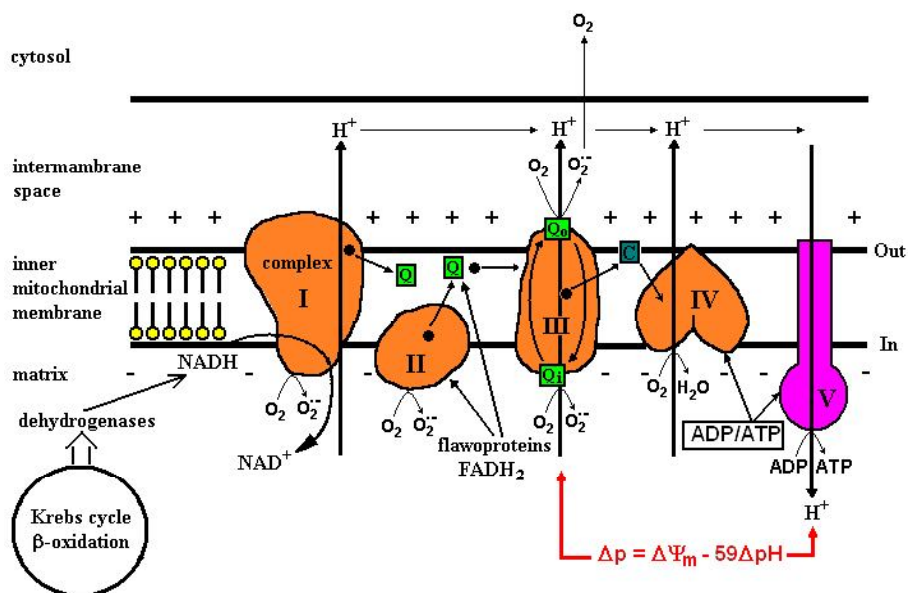 O₂
cytosol
H⁺
H⁺
H⁺
intermambrane
space
O₂ O₂·⁻
+ + + + + + + + + + + +
Qₒ
Out
inner
mitochondrial
membrane
complex
I
Q
Q
C
III
IV
II
Qᵢ
In
NADH
matrix
- - - - - - - -
V
O₂ O₂·⁻
O₂ O₂·⁻
O₂ O₂·⁻
O₂ H₂O
dehydrogenases
flawoproteins
FADH₂
ADP/ATP
NAD⁺
ADP ATP
H⁺
Krebs cycle
β-oxidation
Δp = ΔΨₘ - 59ΔpH